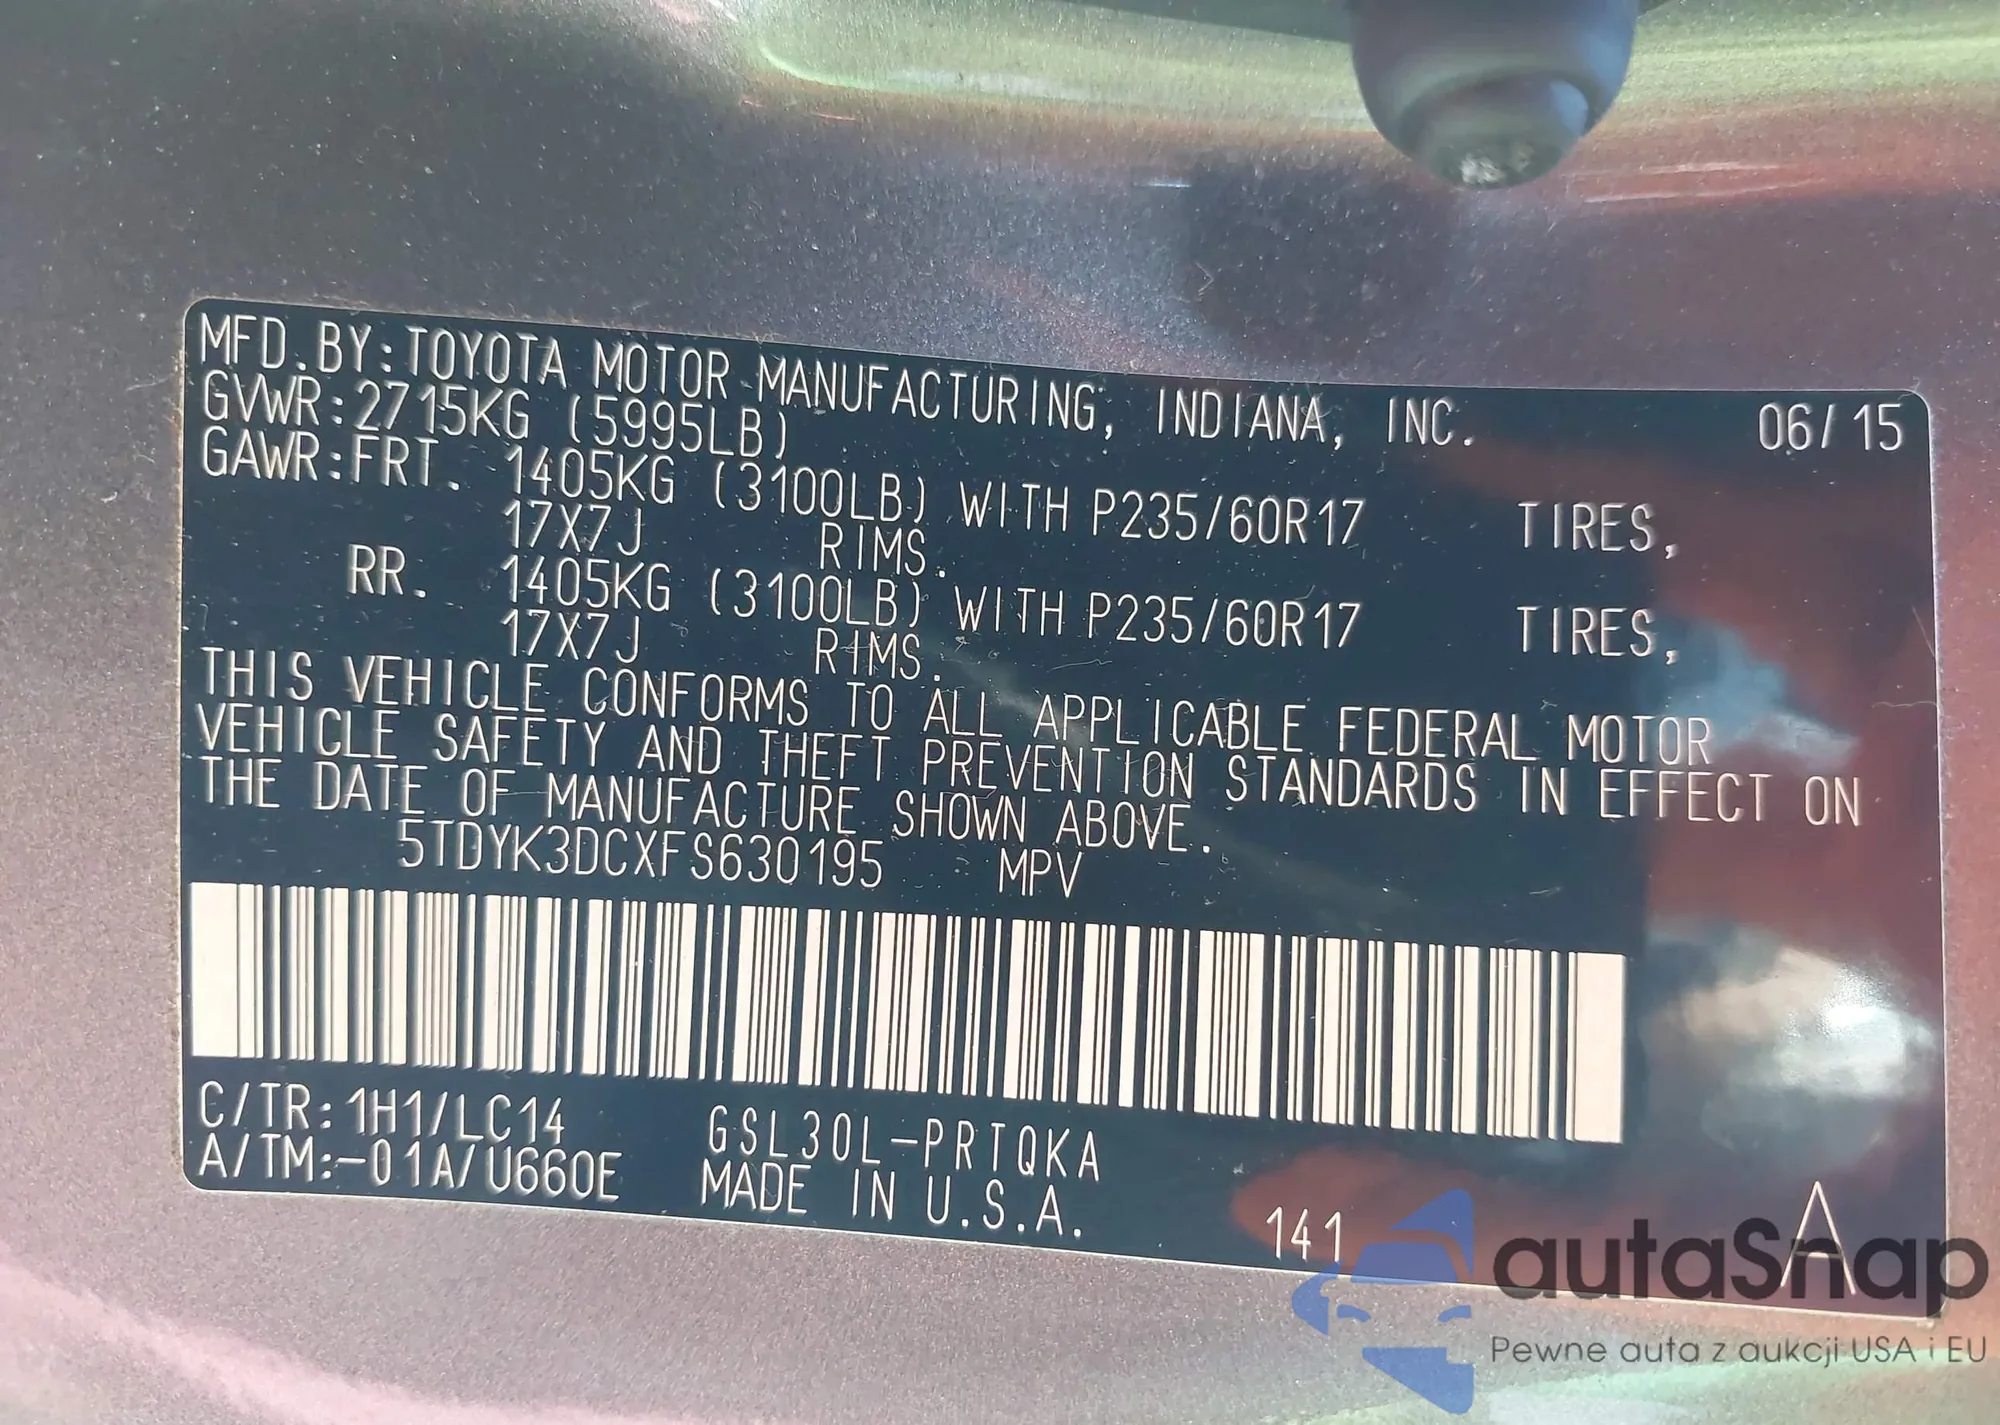 MFD. BY: TOYOTA MOTOR MANUFACTURING, INDIANA, INC. 06/15
GVWR: 2715KG (5995LB)
GAWR: FRT. 1405KG (3100LB) WITH P235/60R17 TIRES,
17X7J RIMS.
RR. 1405KG (3100LB) WITH P235/60R17 TIRES,
17X7J RIMS.
THIS VEHICLE CONFORMS TO ALL APPLICABLE FEDERAL MOTOR
VEHICLE SAFETY AND THEFT PREVENTION STANDARDS IN EFFECT ON
THE DATE OF MANUFACTURE SHOWN ABOVE.
5TDYK3DCXFS630195 MPV
C/TR: 1H1/LC14 GSL30L-PRTQKA
A/TM: -01A/U660E MADE IN U.S.A.
141 A
autaSnap
Pewne auta z aukcji USA i EU